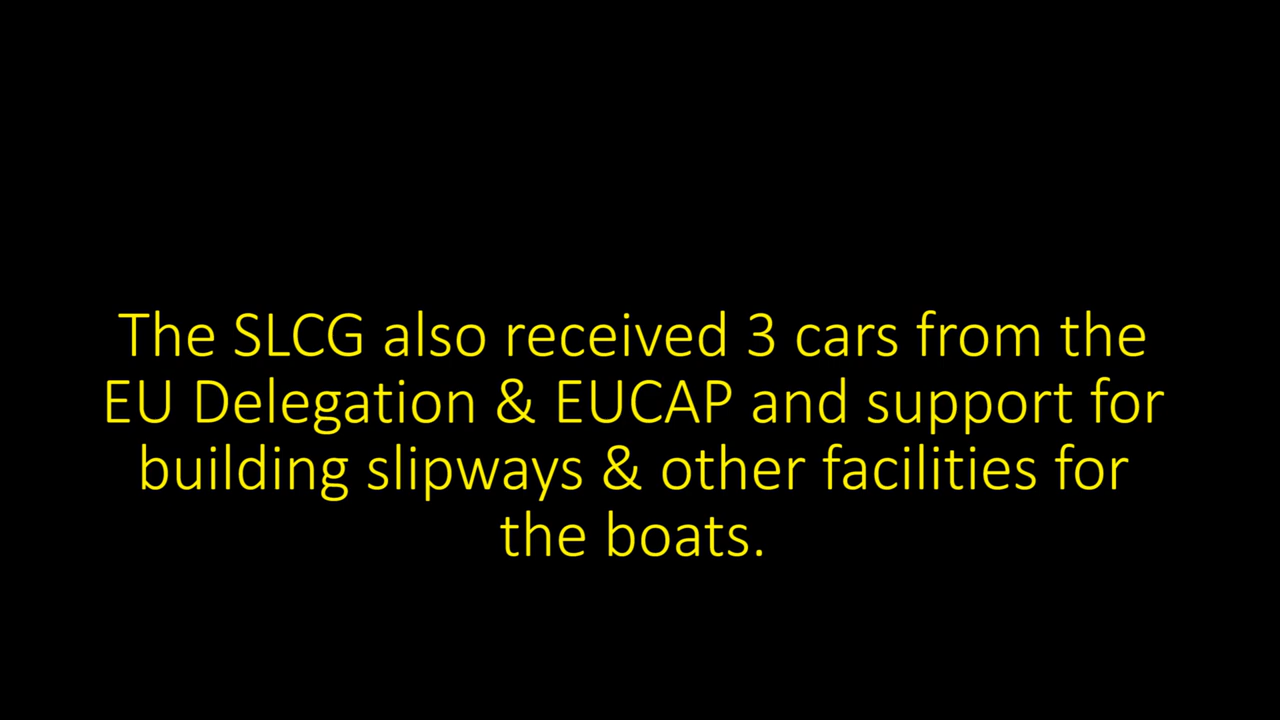 The SLCG also received 3 cars from the
EU Delegation & EUCAP and support for
building slipways & other facilities for
the boats.